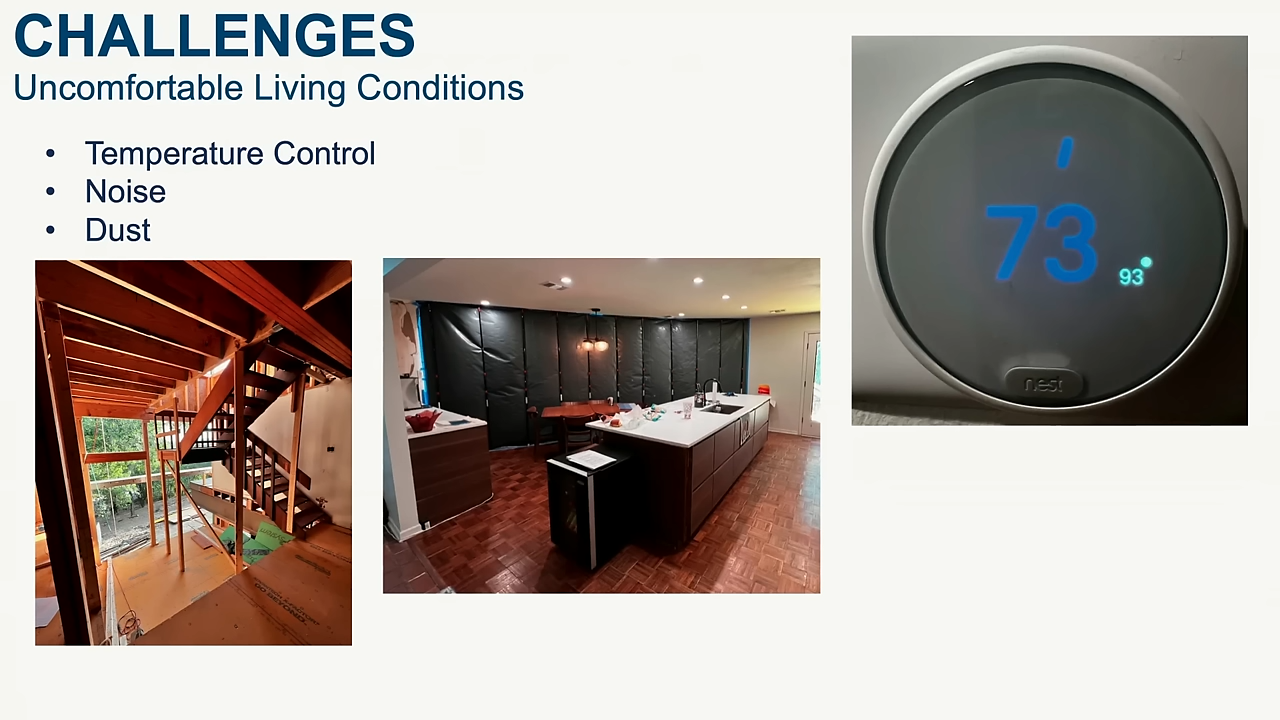 CHALLENGES
Uncomfortable Living Conditions
• Temperature Control
• Noise
• Dust
73
93
nest